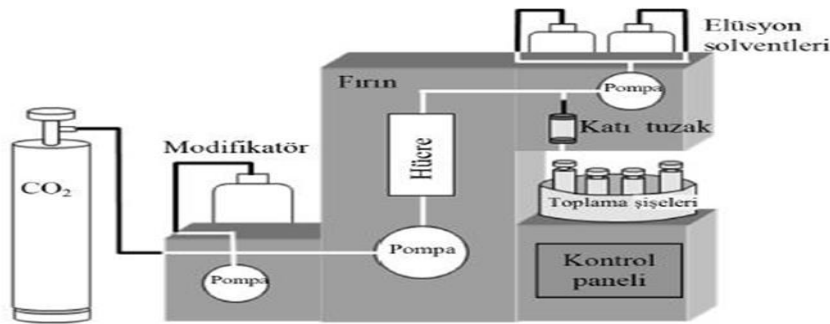 Elüsyon
solventleri
Fırın
Pompa
Katı tuzak
Modifikatör
Hücre
CO₂
Toplama şişeleri
Pompa
Pompa
Kontrol
paneli